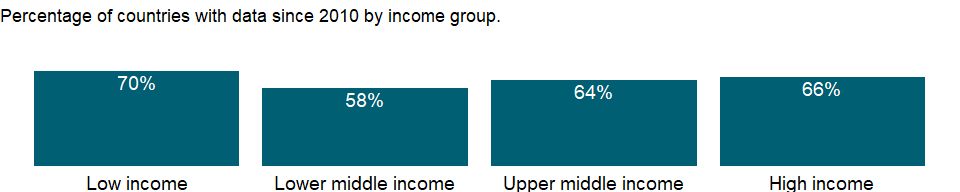 Percentage of countries with data since 2010 by income group.
70%
58%
64%
66%
Low income
Lower middle income
Upper middle income
High income